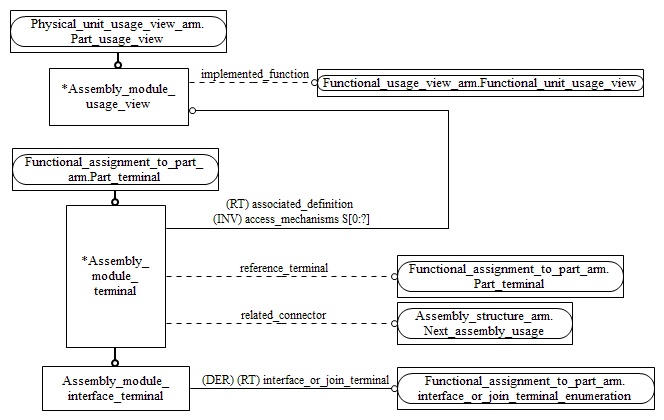 Physical_unit_usage_view_arm.
Part_usage_view
implemented_function
*Assembly_module_
usage_view
Functional_usage_view_arm.Functional_unit_usage_view
Functional_assignment_to_part_
arm.Part_terminal
(RT) associated_definition
(INV) access_mechanisms S[0:?]
*Assembly_
module_
terminal
reference_terminal
Functional_assignment_to_part_arm.
Part_terminal
related_connector
Assembly_structure_arm.
Next_assembly_usage
Assembly_module_
interface_terminal
(DER) (RT) interface_or_join_terminal
Functional_assignment_to_part_arm.
interface_or_join_terminal_enumeration